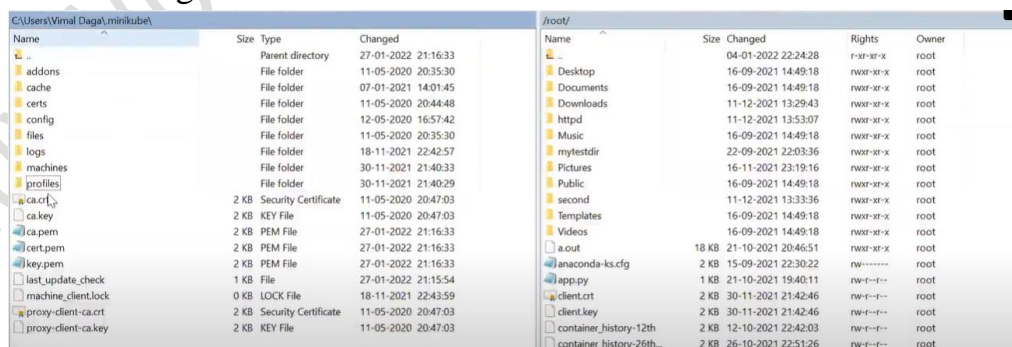 C:\Users\Vimal Daga\.minikube\
Name Size Type Changed
.. Parent directory 27-01-2022 21:16:33
addons File folder 11-05-2020 20:35:30
cache File folder 07-01-2021 14:01:45
certs File folder 11-05-2020 20:44:48
config File folder 12-05-2020 16:57:42
files File folder 11-05-2020 20:35:30
logs File folder 18-11-2021 22:42:57
machines File folder 30-11-2021 21:40:33
profiles File folder 30-11-2021 21:40:29
ca.crt 2 KB Security Certificate 11-05-2020 20:47:03
ca.key 2 KB KEY File 11-05-2020 20:47:03
ca.pem 2 KB PEM File 27-01-2022 21:16:33
cert.pem 2 KB PEM File 27-01-2022 21:16:33
key.pem 2 KB PEM File 27-01-2022 21:16:33
last_update_check 1 KB File 27-01-2022 21:15:54
machine_client.lock 0 KB LOCK File 18-11-2021 22:43:59
proxy-client-ca.crt 2 KB Security Certificate 11-05-2020 20:47:03
proxy-client-ca.key 2 KB KEY File 11-05-2020 20:47:03
/root/
Name Size Changed Rights Owner
.. 04-01-2022 22:24:28 r-xr-xr-x root
Desktop 16-09-2021 14:49:18 rwxr-xr-x root
Documents 16-09-2021 14:49:18 rwxr-xr-x root
Downloads 11-12-2021 13:29:43 rwxr-xr-x root
httpd 11-12-2021 13:53:07 rwxr-xr-x root
Music 16-09-2021 14:49:18 rwxr-xr-x root
mytestdir 22-09-2021 22:03:36 rwxr-xr-x root
Pictures 16-11-2021 23:19:16 rwxr-xr-x root
Public 16-09-2021 14:49:18 rwxr-xr-x root
second 11-12-2021 13:33:36 rwxr-xr-x root
Templates 16-09-2021 14:49:18 rwxr-xr-x root
Videos 16-09-2021 14:49:18 rwxr-xr-x root
a.out 18 KB 21-10-2021 20:46:51 rwxr-xr-x root
anaconda-ks.cfg 2 KB 15-09-2021 22:30:22 rw------- root
app.py 1 KB 21-10-2021 19:40:11 rw-r--r-- root
client.crt 2 KB 30-11-2021 21:42:46 rw-r--r-- root
client.key 2 KB 30-11-2021 21:42:46 rw-r--r-- root
container_history-12th 2 KB 12-10-2021 22:42:03 rw-r--r-- root
container_history-26th... 2 KB 26-10-2021 22:51:26 rw-r--r-- root